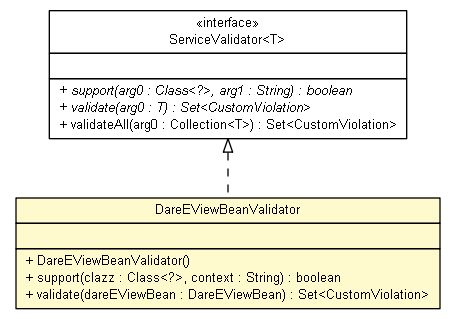 «interface»
ServiceValidator<T>
+ support(arg0 : Class<?>, arg1 : String) : boolean
+ validate(arg0 : T) : Set<CustomViolation>
+ validateAll(arg0 : Collection<T>) : Set<CustomViolation>
DareEViewBeanValidator
+ DareEViewBeanValidator()
+ support(clazz : Class<?>, context : String) : boolean
+ validate(dareEViewBean : DareEViewBean) : Set<CustomViolation>